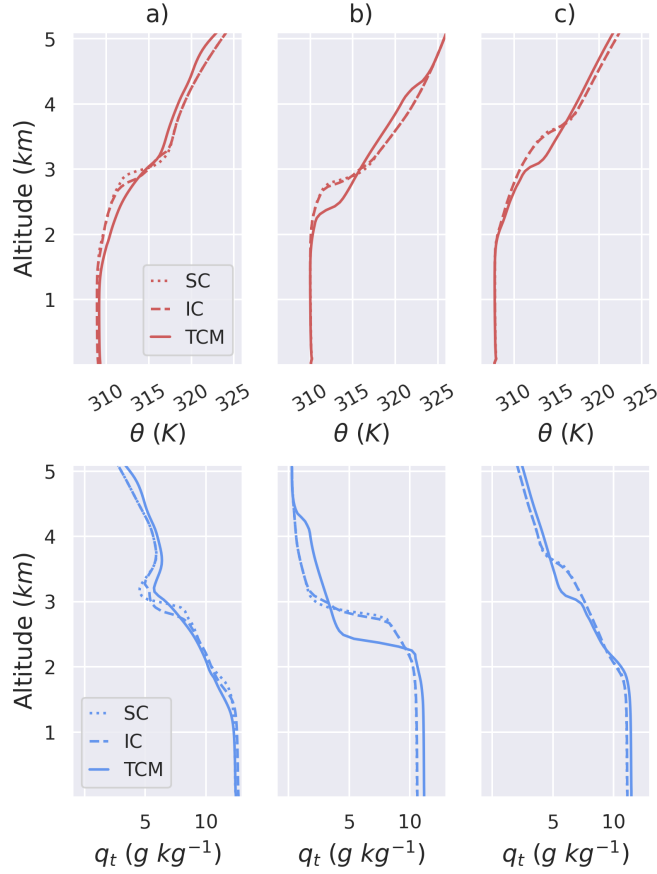 a) b) c)
5
4
3
2
1
Altitude (km)
SC
IC
TCM
310 315 320 325 310 315 320 325 310 315 320 325
θ (K) θ (K) θ (K)
5
4
3
2
1
Altitude (km)
SC
IC
TCM
5 10 5 10 5 10
q_t (g kg⁻¹) q_t (g kg⁻¹) q_t (g kg⁻¹)